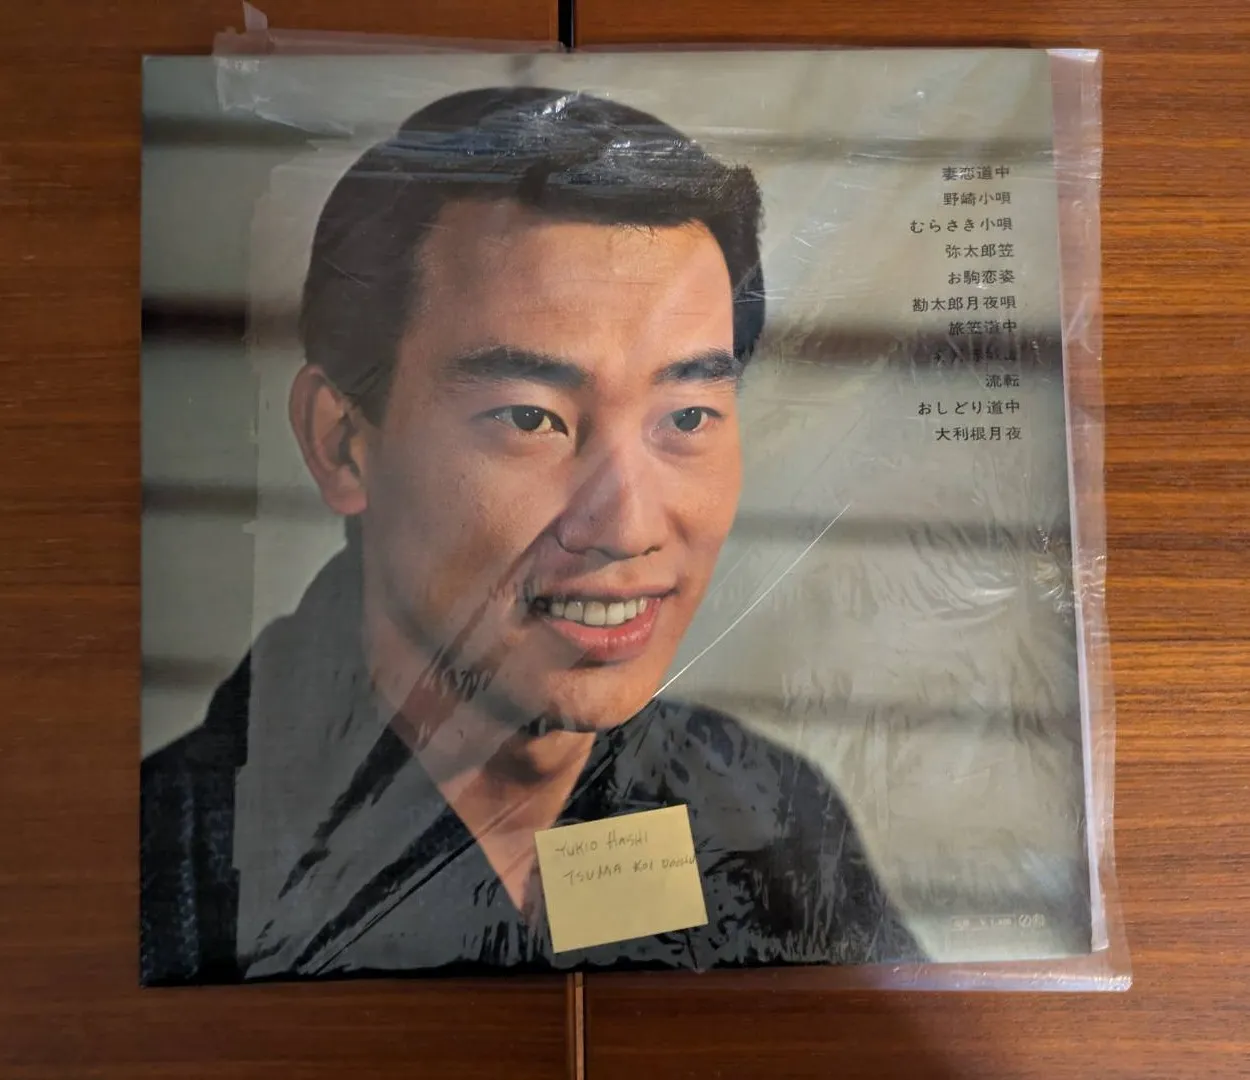 妻恋道中
野崎小唄
むらさき小唄
弥太郎笠
お駒恋姿
勘太郎月夜唄
旅笠道中
流転
おしどり道中
大利根月夜
YUKIO HASHI
TSUMA KOI